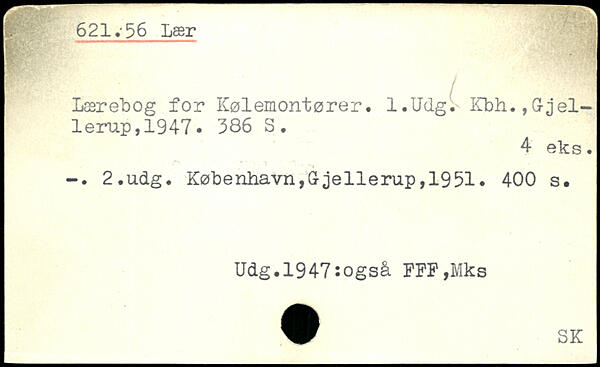 621.56 Lær
Lærebog for Kølemontører. 1.Udg. Kbh.,Gjel-
lerup,1947. 386 S.
4 eks.
-. 2.udg. København,Gjellerup,1951. 400 s.
Udg.1947:også FFF,Mks
SK